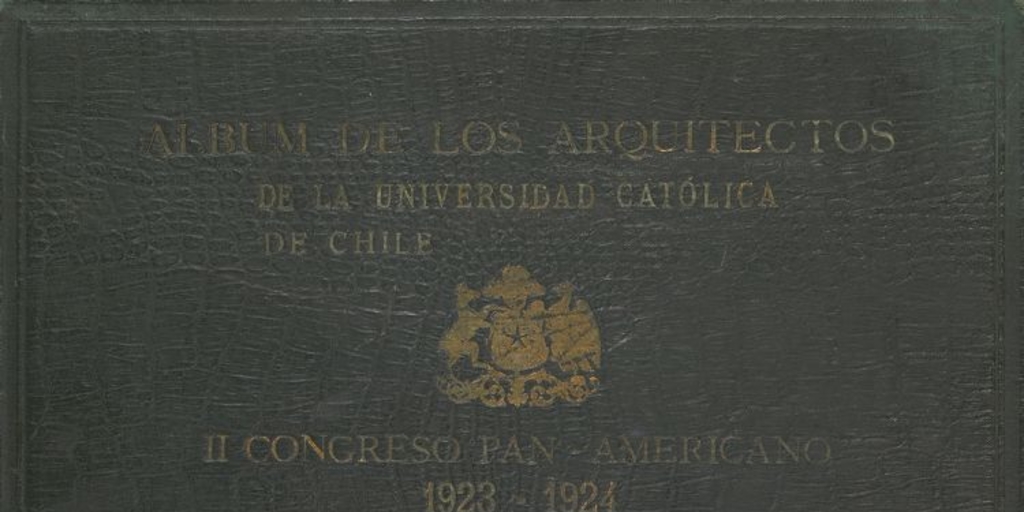 ALBUM DE LOS ARQUITECTOS
DE LA UNIVERSIDAD CATÓLICA
DE CHILE
II CONGRESO PAN - AMERICANO
1923 - 1924